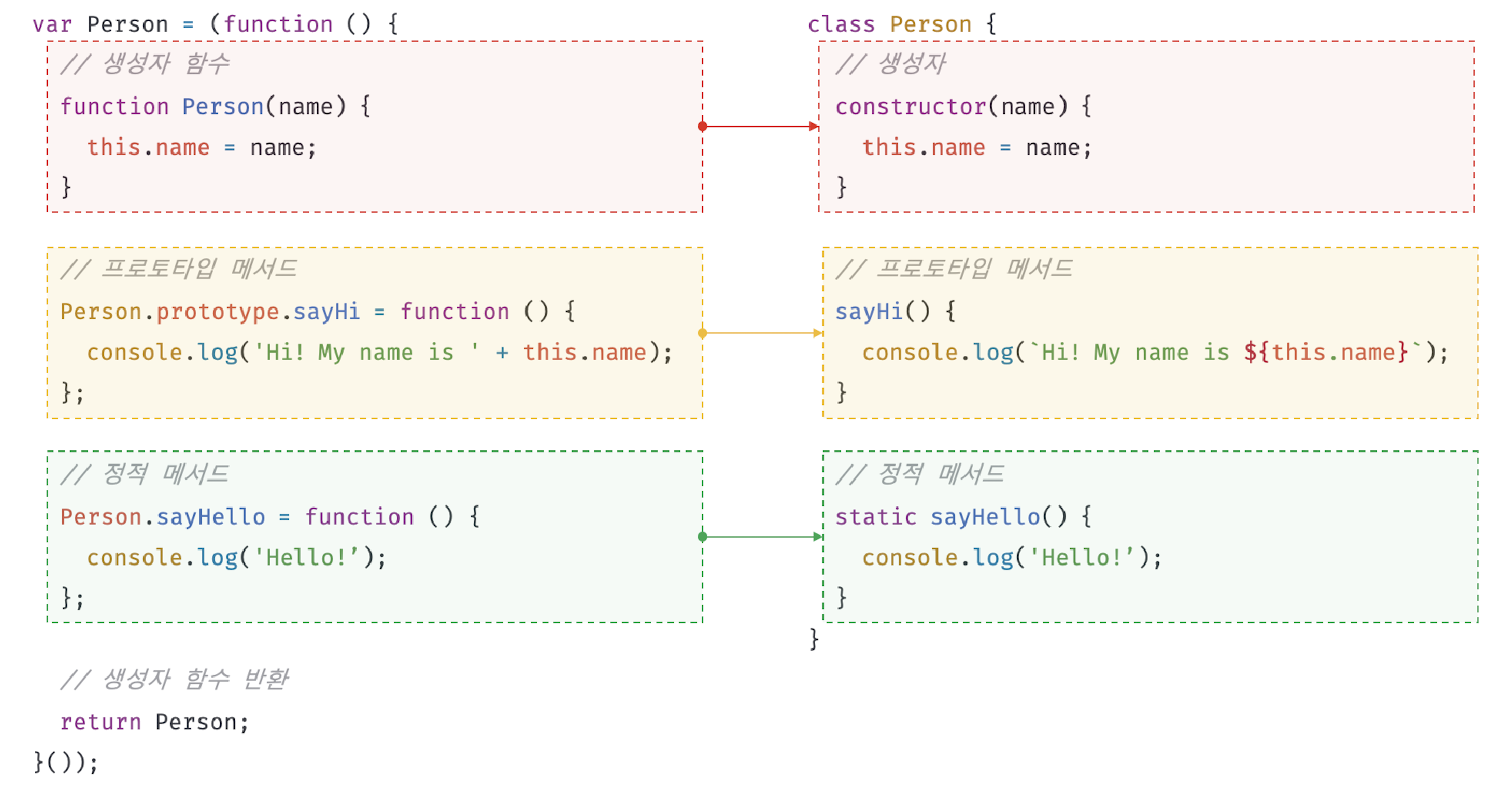 var Person = (function () {
  // 생성자 함수
  function Person(name) {
    this.name = name;
  }
  // 프로토타입 메서드
  Person.prototype.sayHi = function () {
    console.log('Hi! My name is ' + this.name);
  };
  // 정적 메서드
  Person.sayHello = function () {
    console.log('Hello!’);
  };
  // 생성자 함수 반환
  return Person;
}());
class Person {
  // 생성자
  constructor(name) {
    this.name = name;
  }
  // 프로토타입 메서드
  sayHi() {
    console.log(`Hi! My name is ${this.name}`);
  }
  // 정적 메서드
  static sayHello() {
    console.log('Hello!’);
  }
}